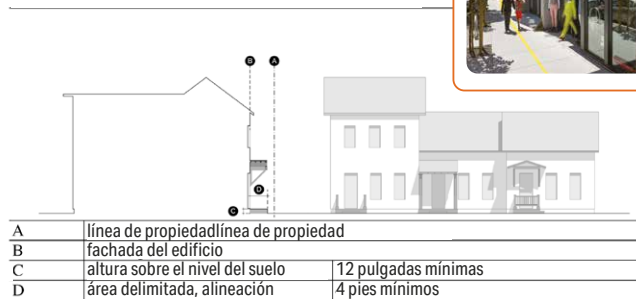 B A
D
C
A línea de propiedadlínea de propiedad
B fachada del edificio
C altura sobre el nivel del suelo 12 pulgadas mínimas
D área delimitada, alineación 4 pies mínimos